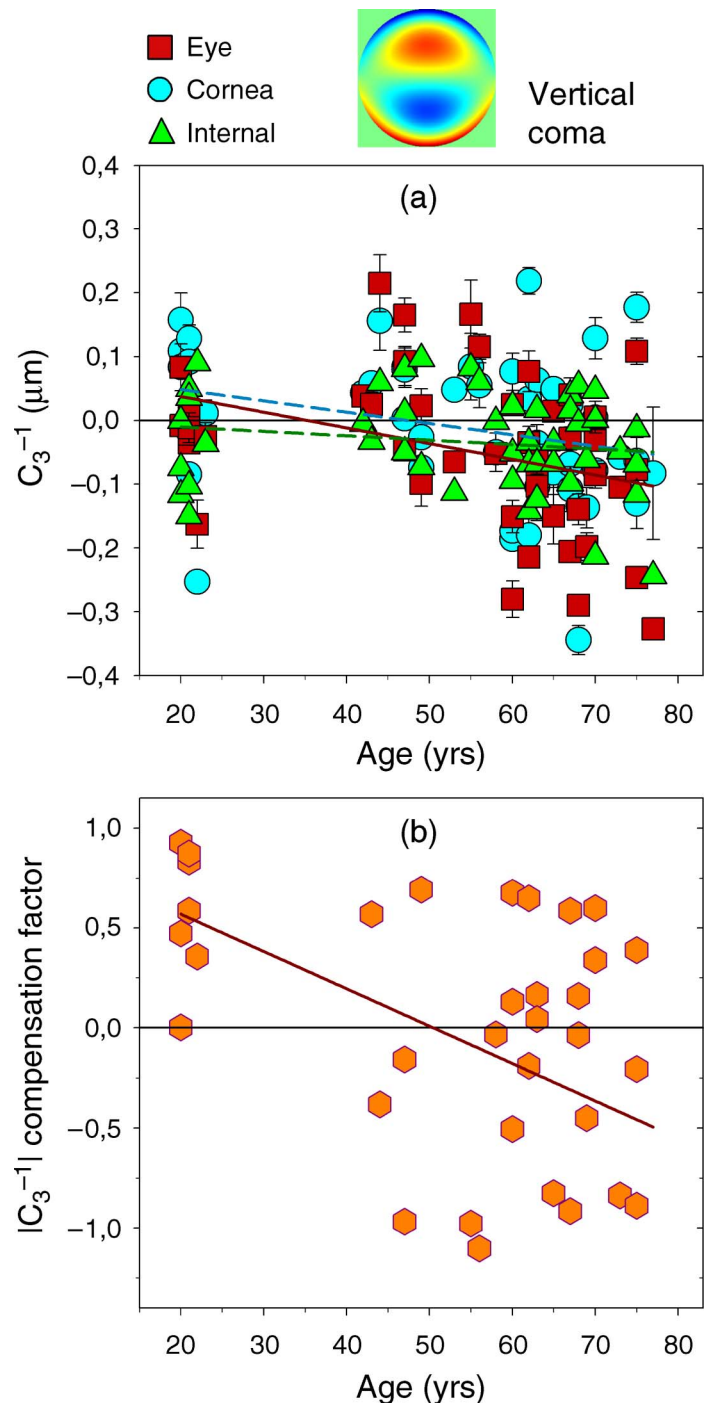 Eye
Cornea
Internal
Vertical
coma
(a)
0,4
0,3
0,2
0,1
0,0
−0,1
−0,2
−0,3
−0,4
C₃⁻¹ (μm)
20 30 40 50 60 70 80
Age (yrs)
(b)
1,0
0,5
0,0
−0,5
−1,0
|C₃⁻¹| compensation factor
20 30 40 50 60 70 80
Age (yrs)